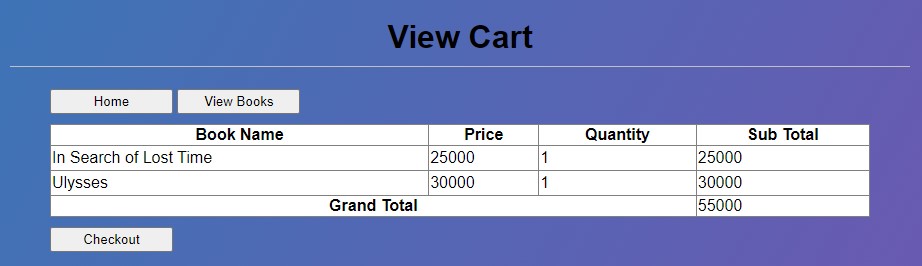 View Cart
Home View Books
Book Name Price Quantity Sub Total
In Search of Lost Time 25000 1 25000
Ulysses 30000 1 30000
Grand Total 55000
Checkout